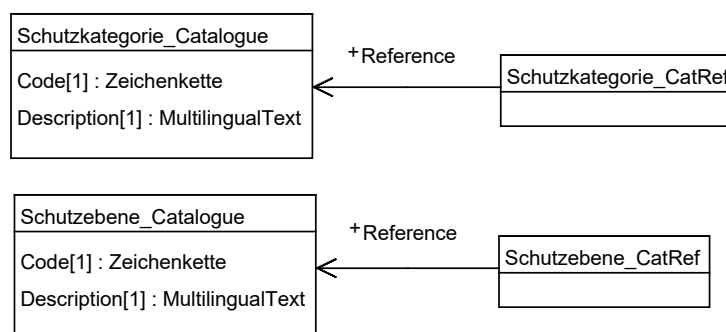 Schutzkategorie_Catalogue
Code[1] : Zeichenkette
Description[1] : MultilingualText
+Reference
Schutzkategorie_CatRef
Schutzebene_Catalogue
Code[1] : Zeichenkette
Description[1] : MultilingualText
+Reference
Schutzebene_CatRef